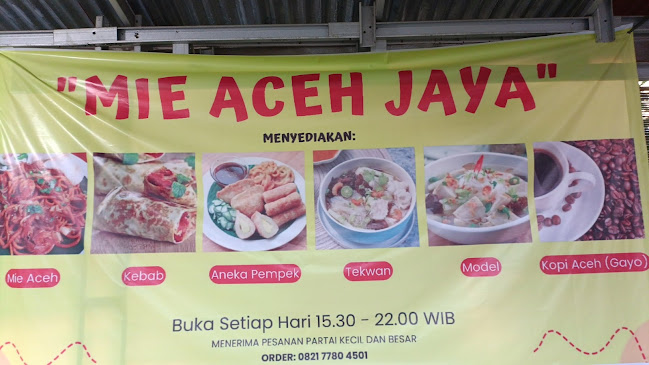 "MIE ACEH JAYA"
MENYEDIAKAN:
Mie Aceh Kebab Aneka Pempek Tekwan Model Kopi Aceh (Gayo)
Buka Setiap Hari 15.30 - 22.00 WIB
MENERIMA PESANAN PARTAI KECIL DAN BESAR
ORDER: 0821 7780 4501